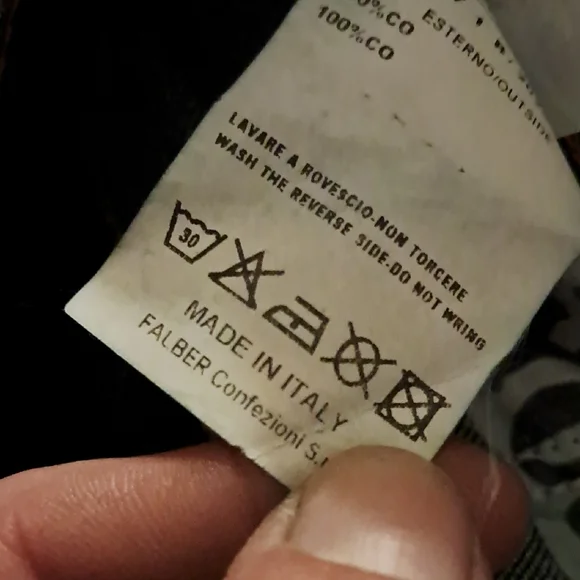 100%CO
ESTERNO/OUTSIDE
LAVARE A ROVESCIO-NON TORCERE
WASH THE REVERSE SIDE-DO NOT WRING
30
MADE IN ITALY
FALBER Confezioni S.